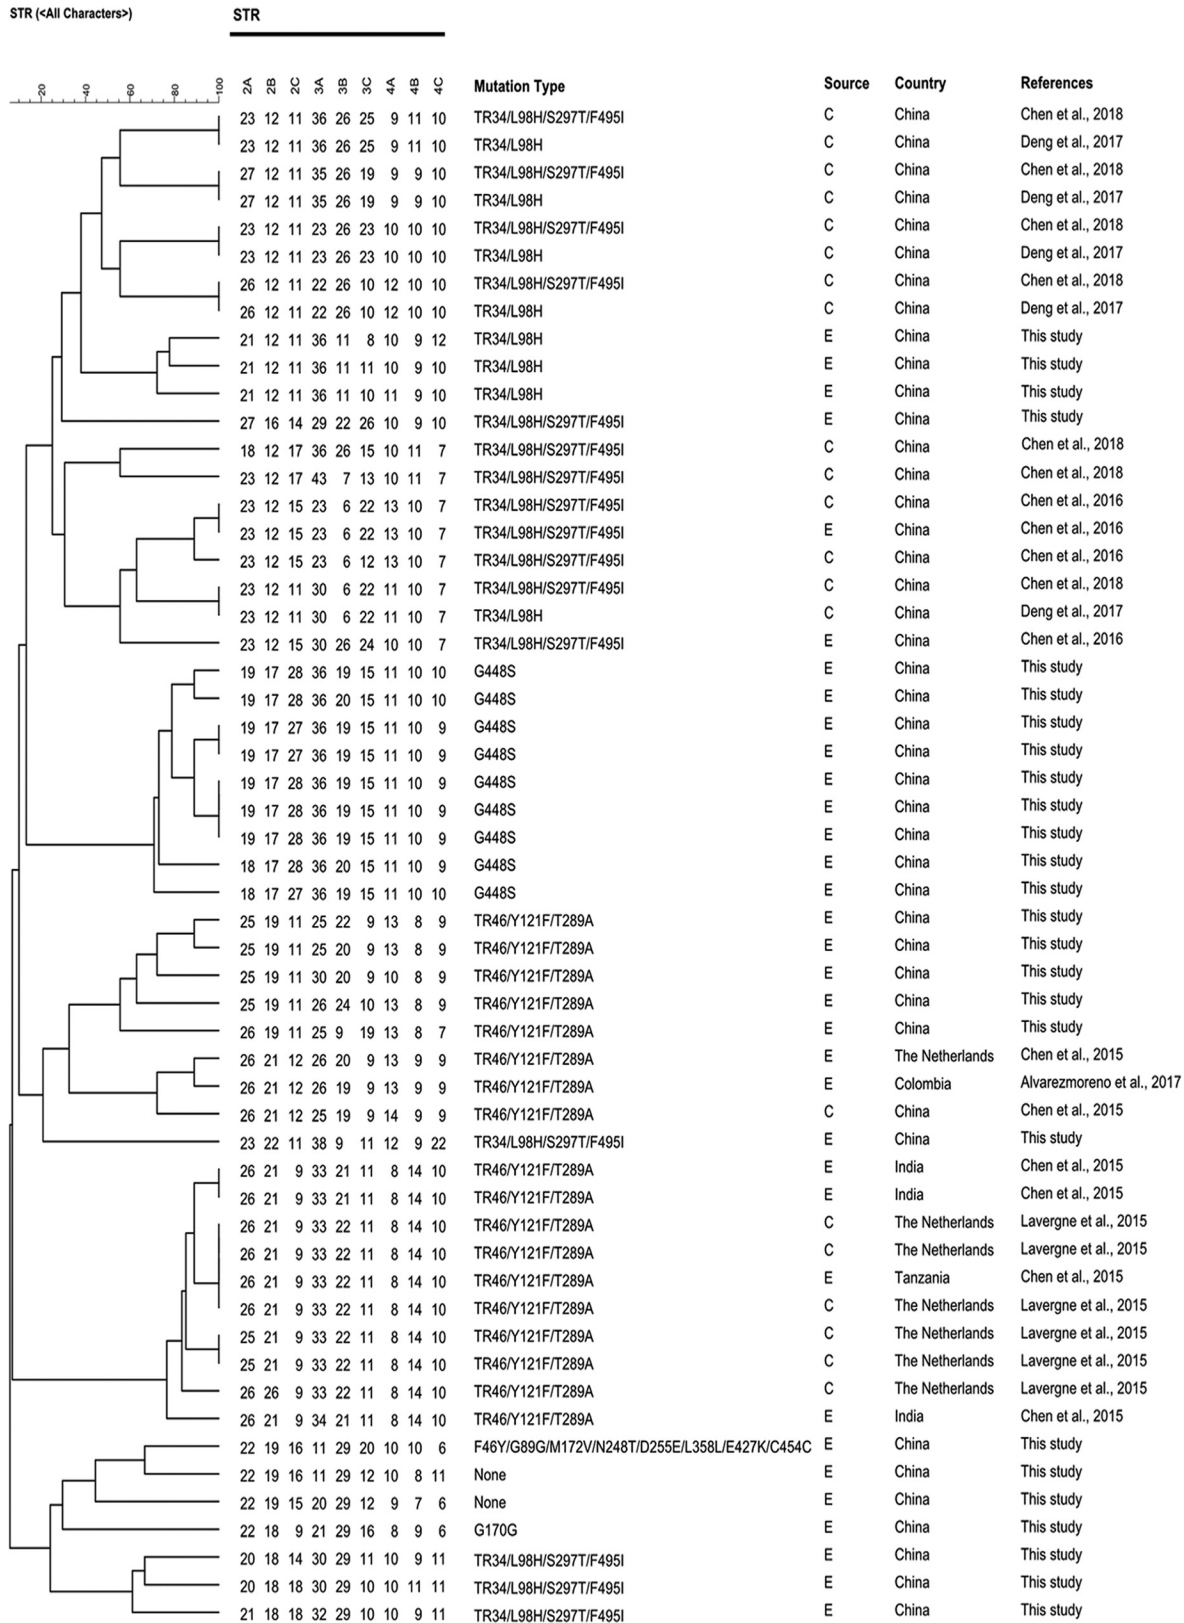 STR (<All Characters>) STR
20 40 60 80 100 2A 2B 2C 3A 3B 3C 4A 4B 4C Mutation Type Source Country References
23 12 11 36 26 25 9 11 10 TR34/L98H/S297T/F495I C China Chen et al., 2018
23 12 11 36 26 25 9 11 10 TR34/L98H C China Deng et al., 2017
27 12 11 35 26 19 9 9 10 TR34/L98H/S297T/F495I C China Chen et al., 2018
27 12 11 35 26 19 9 9 10 TR34/L98H C China Deng et al., 2017
23 12 11 23 26 23 10 10 10 TR34/L98H/S297T/F495I C China Chen et al., 2018
23 12 11 23 26 23 10 10 10 TR34/L98H C China Deng et al., 2017
26 12 11 22 26 10 12 10 10 TR34/L98H/S297T/F495I C China Chen et al., 2018
26 12 11 22 26 10 12 10 10 TR34/L98H C China Deng et al., 2017
21 12 11 36 11 8 10 9 12 TR34/L98H E China This study
21 12 11 36 11 11 10 9 10 TR34/L98H E China This study
21 12 11 36 11 10 11 9 10 TR34/L98H E China This study
27 16 14 29 22 26 10 9 10 TR34/L98H/S297T/F495I E China This study
18 12 17 36 26 15 10 11 7 TR34/L98H/S297T/F495I C China Chen et al., 2018
23 12 17 43 7 13 10 11 7 TR34/L98H/S297T/F495I C China Chen et al., 2018
23 12 15 23 6 22 13 10 7 TR34/L98H/S297T/F495I C China Chen et al., 2016
23 12 15 23 6 22 13 10 7 TR34/L98H/S297T/F495I E China Chen et al., 2016
23 12 15 23 6 12 13 10 7 TR34/L98H/S297T/F495I C China Chen et al., 2016
23 12 11 30 6 22 11 10 7 TR34/L98H/S297T/F495I C China Chen et al., 2018
23 12 11 30 6 22 11 10 7 TR34/L98H C China Deng et al., 2017
23 12 15 30 26 24 10 10 7 TR34/L98H/S297T/F495I E China Chen et al., 2016
19 17 28 36 19 15 11 10 10 G448S E China This study
19 17 28 36 20 15 11 10 10 G448S E China This study
19 17 27 36 19 15 11 10 9 G448S E China This study
19 17 27 36 19 15 11 10 9 G448S E China This study
19 17 28 36 19 15 11 10 9 G448S E China This study
19 17 28 36 19 15 11 10 9 G448S E China This study
19 17 28 36 19 15 11 10 9 G448S E China This study
18 17 28 36 20 15 11 10 9 G448S E China This study
18 17 27 36 19 15 11 10 10 G448S E China This study
25 19 11 25 22 9 13 8 9 TR46/Y121F/T289A E China This study
25 19 11 25 20 9 13 8 9 TR46/Y121F/T289A E China This study
25 19 11 30 20 9 10 8 9 TR46/Y121F/T289A E China This study
25 19 11 26 24 10 13 8 9 TR46/Y121F/T289A E China This study
26 19 11 25 9 19 13 8 7 TR46/Y121F/T289A E China This study
26 21 12 26 20 9 13 9 9 TR46/Y121F/T289A E The Netherlands Chen et al., 2015
26 21 12 26 19 9 13 9 9 TR46/Y121F/T289A E Colombia Alvarezmoreno et al., 2017
26 21 12 25 19 9 14 9 9 TR46/Y121F/T289A C China Chen et al., 2015
23 22 11 38 9 11 12 9 22 TR34/L98H/S297T/F495I E China This study
26 21 9 33 21 11 8 14 10 TR46/Y121F/T289A E India Chen et al., 2015
26 21 9 33 21 11 8 14 10 TR46/Y121F/T289A E India Chen et al., 2015
26 21 9 33 22 11 8 14 10 TR46/Y121F/T289A C The Netherlands Lavergne et al., 2015
26 21 9 33 22 11 8 14 10 TR46/Y121F/T289A C The Netherlands Lavergne et al., 2015
26 21 9 33 22 11 8 14 10 TR46/Y121F/T289A E Tanzania Chen et al., 2015
26 21 9 33 22 11 8 14 10 TR46/Y121F/T289A C The Netherlands Lavergne et al., 2015
25 21 9 33 22 11 8 14 10 TR46/Y121F/T289A C The Netherlands Lavergne et al., 2015
25 21 9 33 22 11 8 14 10 TR46/Y121F/T289A C The Netherlands Lavergne et al., 2015
26 26 9 33 22 11 8 14 10 TR46/Y121F/T289A C The Netherlands Lavergne et al., 2015
26 21 9 34 21 11 8 14 10 TR46/Y121F/T289A E India Chen et al., 2015
22 19 16 11 29 20 10 10 6 F46Y/G89G/M172V/N248T/D255E/L358L/E427K/C454C E China This study
22 19 16 11 29 12 10 8 11 None E China This study
22 19 15 20 29 12 9 7 6 None E China This study
22 18 9 21 29 16 8 9 6 G170G E China This study
20 18 14 30 29 11 10 9 11 TR34/L98H/S297T/F495I E China This study
20 18 18 30 29 10 10 11 11 TR34/L98H/S297T/F495I E China This study
21 18 18 32 29 10 10 9 11 TR34/L98H/S297T/F495I E China This study